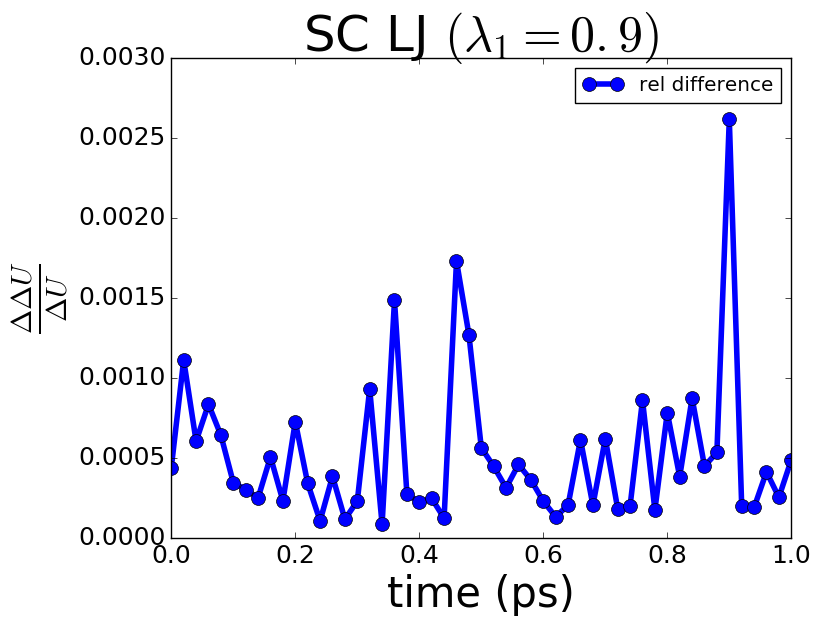 SC LJ (λ₁ = 0.9)
rel difference
0.0030
0.0025
0.0020
0.0015
0.0010
0.0005
0.0000
ΔΔU
ΔU
0.0 0.2 0.4 0.6 0.8 1.0
time (ps)